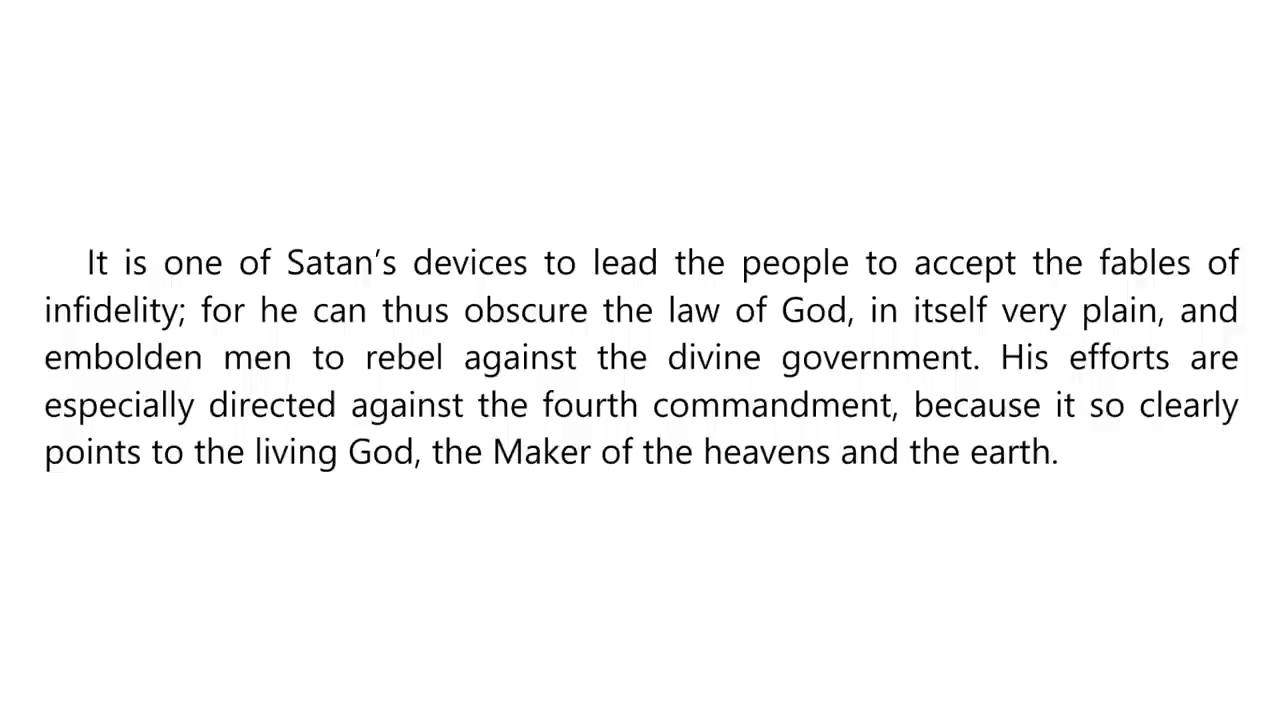 It is one of Satan’s devices to lead the people to accept the fables of
infidelity; for he can thus obscure the law of God, in itself very plain, and
embolden men to rebel against the divine government. His efforts are
especially directed against the fourth commandment, because it so clearly
points to the living God, the Maker of the heavens and the earth.